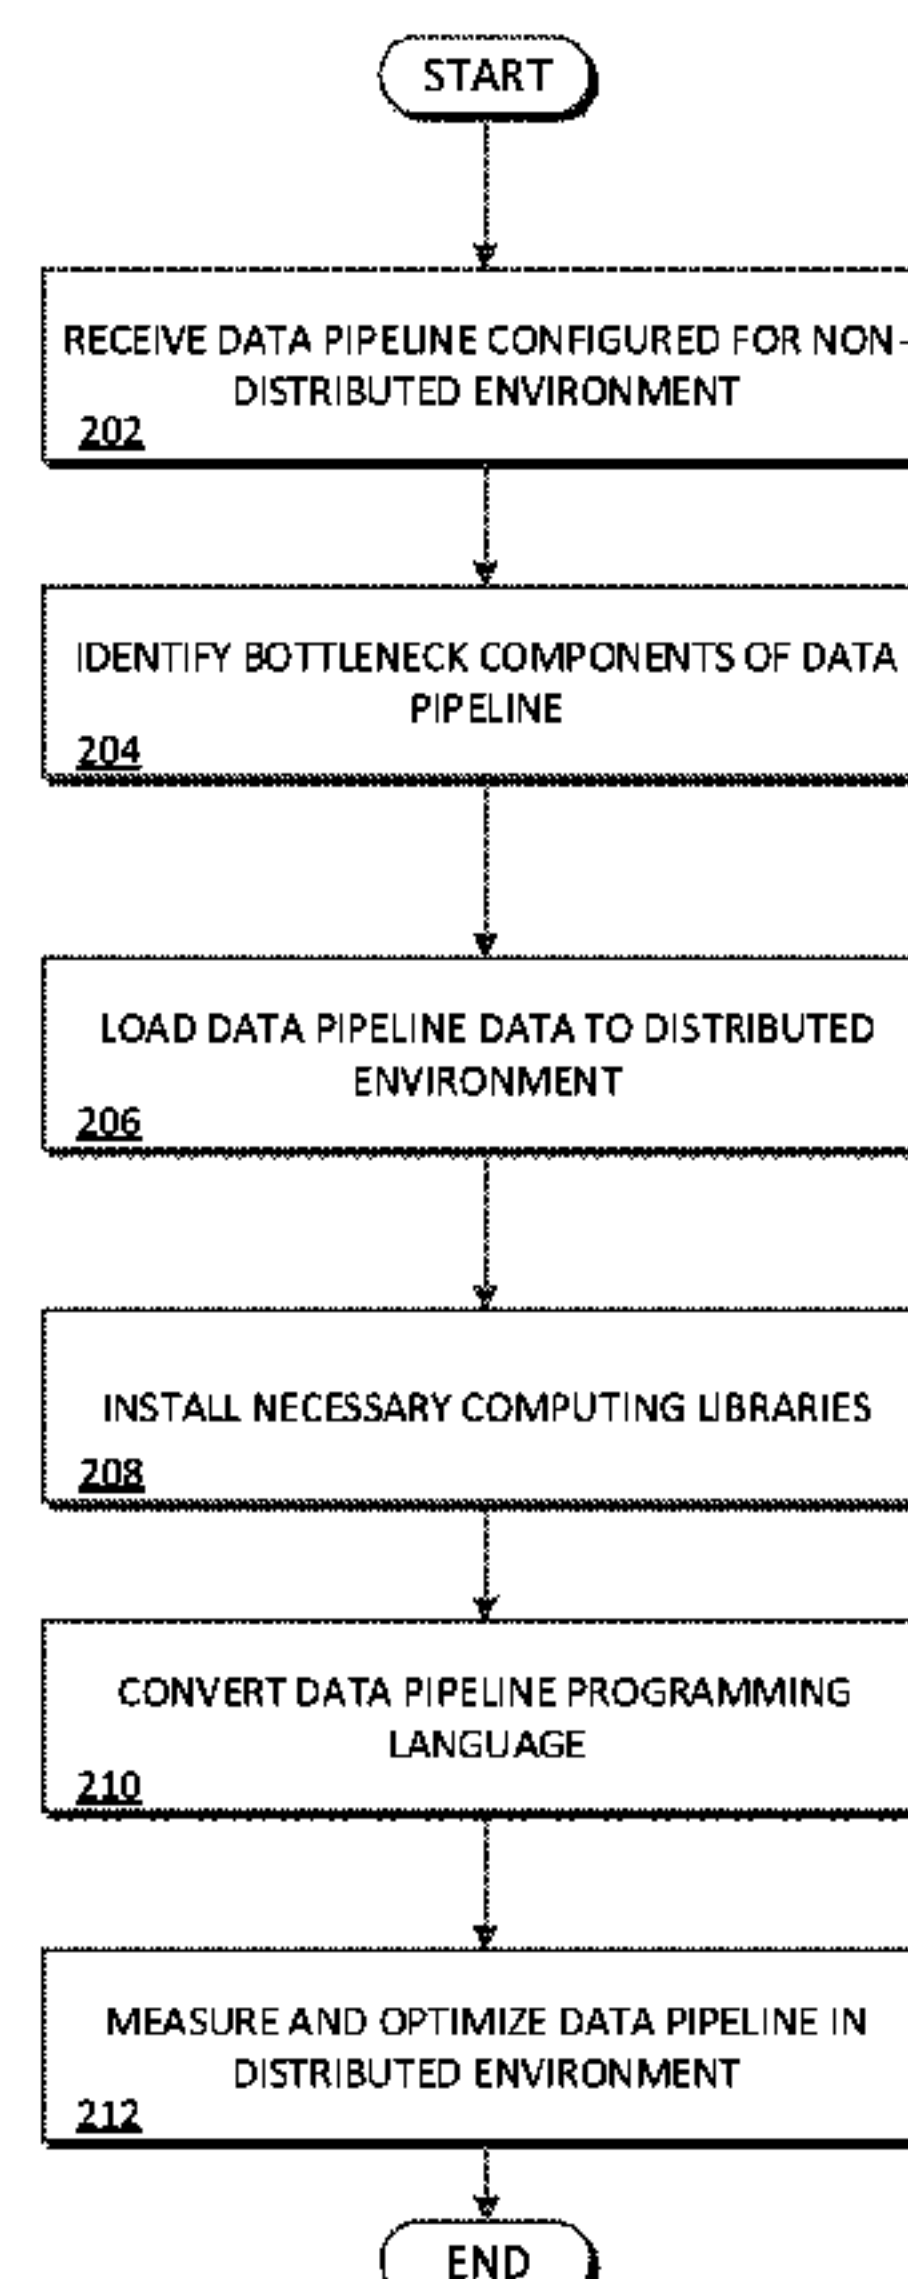 START
RECEIVE DATA PIPELINE CONFIGURED FOR NON-
DISTRIBUTED ENVIRONMENT
202
IDENTIFY BOTTLENECK COMPONENTS OF DATA
PIPELINE
204
LOAD DATA PIPELINE DATA TO DISTRIBUTED
ENVIRONMENT
206
INSTALL NECESSARY COMPUTING LIBRARIES
208
CONVERT DATA PIPELINE PROGRAMMING
LANGUAGE
210
MEASURE AND OPTIMIZE DATA PIPELINE IN
DISTRIBUTED ENVIRONMENT
212
END